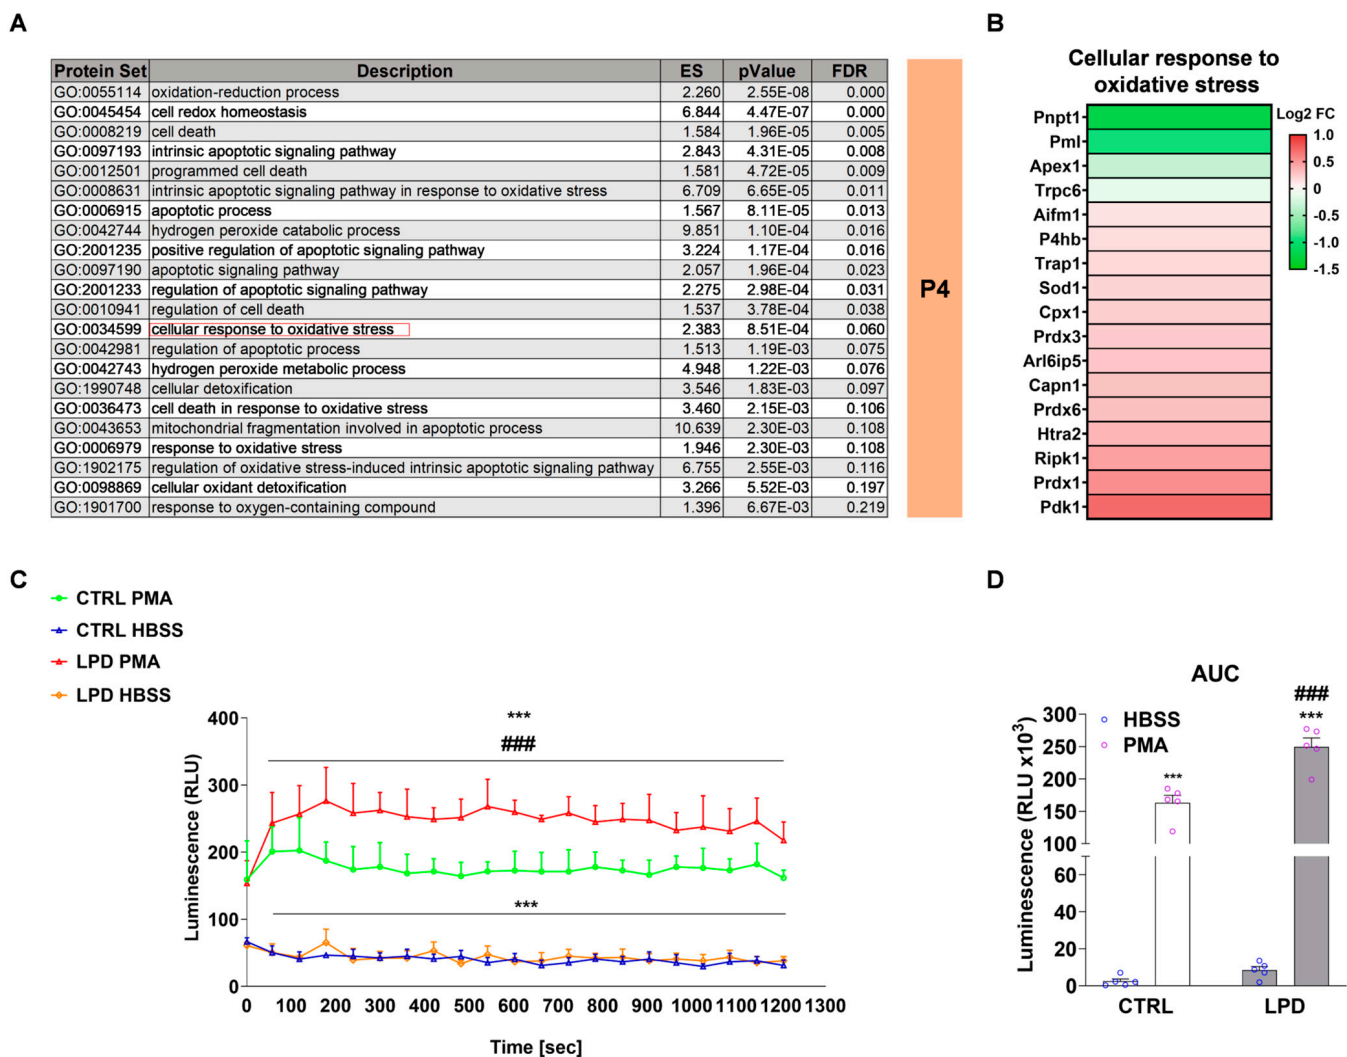 A
Protein Set Description ES pValue FDR
GO:0055114 oxidation-reduction process 2.260 2.55E-08 0.000
GO:0045454 cell redox homeostasis 6.844 4.47E-07 0.000
GO:0008219 cell death 1.584 1.96E-05 0.005
GO:0097193 intrinsic apoptotic signaling pathway 2.843 4.31E-05 0.008
GO:0012501 programmed cell death 1.581 4.72E-05 0.009
GO:0008631 intrinsic apoptotic signaling pathway in response to oxidative stress 6.709 6.65E-05 0.011
GO:0006915 apoptotic process 1.567 8.11E-05 0.013
GO:0042744 hydrogen peroxide catabolic process 9.851 1.10E-04 0.016
GO:2001235 positive regulation of apoptotic signaling pathway 3.224 1.17E-04 0.016
GO:0097190 apoptotic signaling pathway 2.057 1.96E-04 0.023
GO:2001233 regulation of apoptotic signaling pathway 2.275 2.98E-04 0.031
GO:0010941 regulation of cell death 1.537 3.78E-04 0.038
GO:0034599 cellular response to oxidative stress 2.383 8.51E-04 0.060
GO:0042981 regulation of apoptotic process 1.513 1.19E-03 0.075
GO:0042743 hydrogen peroxide metabolic process 4.948 1.22E-03 0.076
GO:1990748 cellular detoxification 3.546 1.83E-03 0.097
GO:0036473 cell death in response to oxidative stress 3.460 2.15E-03 0.106
GO:0043653 mitochondrial fragmentation involved in apoptotic process 10.639 2.30E-03 0.108
GO:0006979 response to oxidative stress 1.946 2.30E-03 0.108
GO:1902175 regulation of oxidative stress-induced intrinsic apoptotic signaling pathway 6.755 2.55E-03 0.116
GO:0098869 cellular oxidant detoxification 3.266 5.52E-03 0.197
GO:1901700 response to oxygen-containing compound 1.396 6.67E-03 0.219
P4
B
Cellular response to
oxidative stress
Pnpt1
Pml
Apex1
Trpc6
Aifm1
P4hb
Trap1
Sod1
Cpx1
Prdx3
Arl6ip5
Capn1
Prdx6
Htra2
Ripk1
Prdx1
Pdk1
Log2 FC
1.0
0.5
0
-0.5
-1.0
-1.5
C
CTRL PMA
CTRL HBSS
LPD PMA
LPD HBSS
Luminescence (RLU)
400
300
200
100
0
***
###
***
0 100 200 300 400 500 600 700 800 900 1000 1100 1200 1300
Time [sec]
D
AUC
HBSS
PMA
Luminescence (RLU x10³)
300
250
200
150
100
60
40
20
0
***
###
***
CTRL LPD